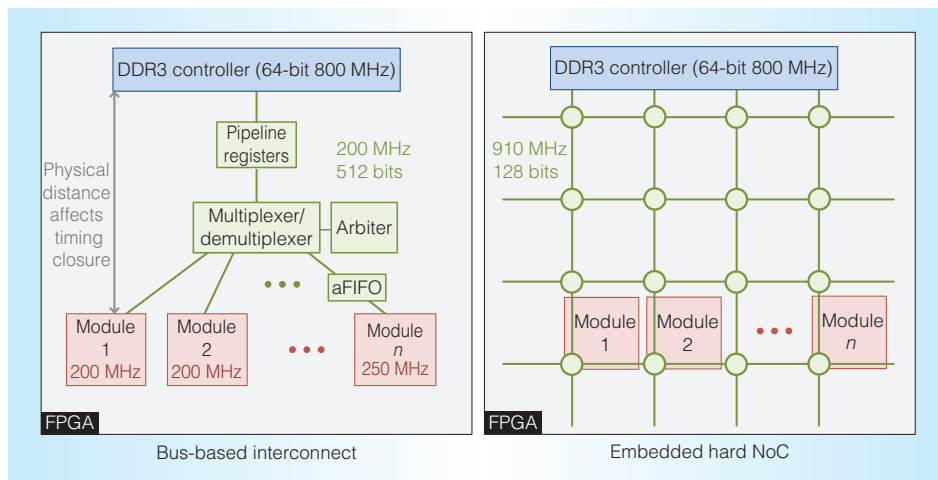 DDR3 controller (64-bit 800 MHz)
Pipeline
registers
200 MHz
512 bits
Physical
distance
affects
timing
closure
Multiplexer/
demultiplexer
Arbiter
aFIFO
Module
1
200 MHz
Module
2
200 MHz
Module
n
250 MHz
FPGA
Bus-based interconnect
DDR3 controller (64-bit 800 MHz)
910 MHz
128 bits
Module
1
Module
2
Module
n
FPGA
Embedded hard NoC